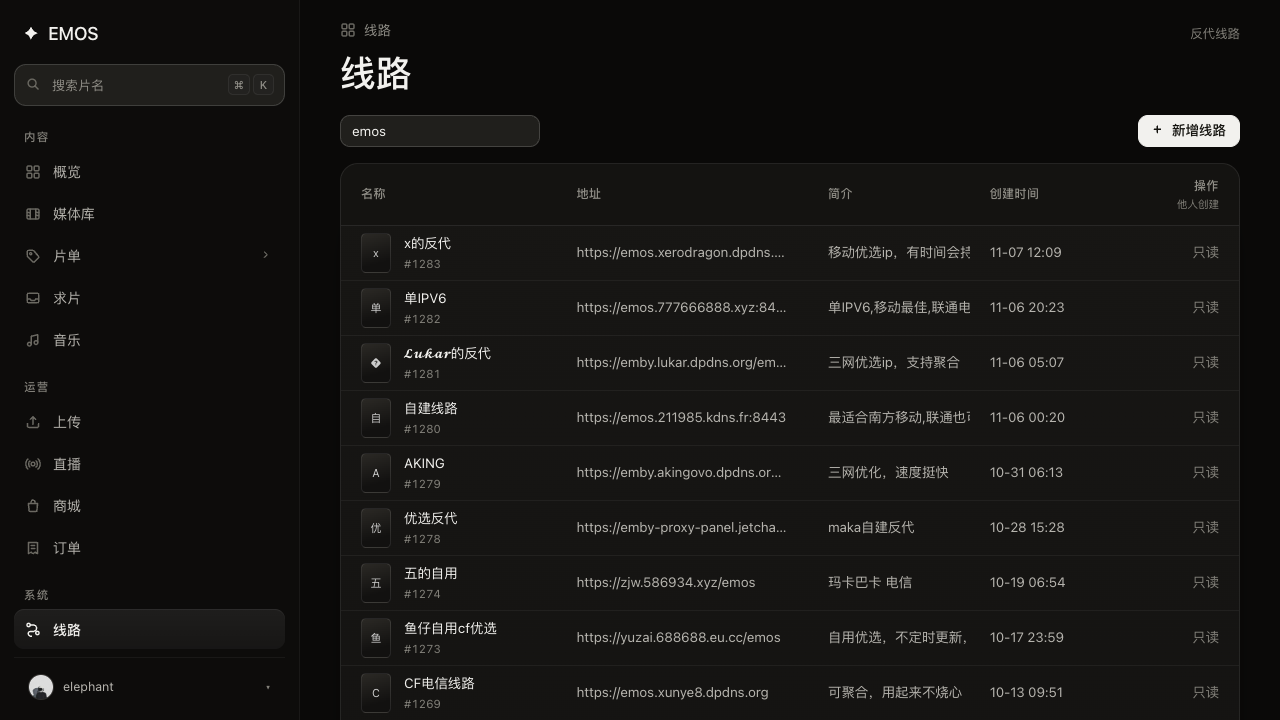 EMOS
搜索片名 ⌘ K
内容
概览
媒体库
片单
求片
音乐
运营
上传
直播
商城
订单
系统
线路
elephant
线路
反代线路
线路
emos
+ 新增线路
名称 地址 简介 创建时间 操作
他人创建
x x的反代 https://emos.xerodragon.dpdns.... 移动优选ip，有时间会持 11-07 12:09 只读
#1283
单 单IPV6 https://emos.777666888.xyz:84... 单IPV6,移动最佳,联通电 11-06 20:23 只读
#1282
� 𝓛𝓾𝓴𝓪𝓻的反代 https://emby.lukar.dpdns.org/em... 三网优选ip，支持聚合 11-06 05:07 只读
#1281
自 自建线路 https://emos.211985.kdns.fr:8443 最适合南方移动,联通也 11-06 00:20 只读
#1280
A AKING https://emby.akingovo.dpdns.or... 三网优化，速度挺快 10-31 06:13 只读
#1279
优 优选反代 https://emby-proxy-panel.jetcha... maka自建反代 10-28 15:28 只读
#1278
五 五的自用 https://zjw.586934.xyz/emos 玛卡巴卡 电信 10-19 06:54 只读
#1274
鱼 鱼仔自用cf优选 https://yuzai.688688.eu.cc/emos 自用优选，不定时更新, 10-17 23:59 只读
#1273
C CF电信线路 https://emos.xunye8.dpdns.org 可聚合，用起来不烧心 10-13 09:51 只读
#1269